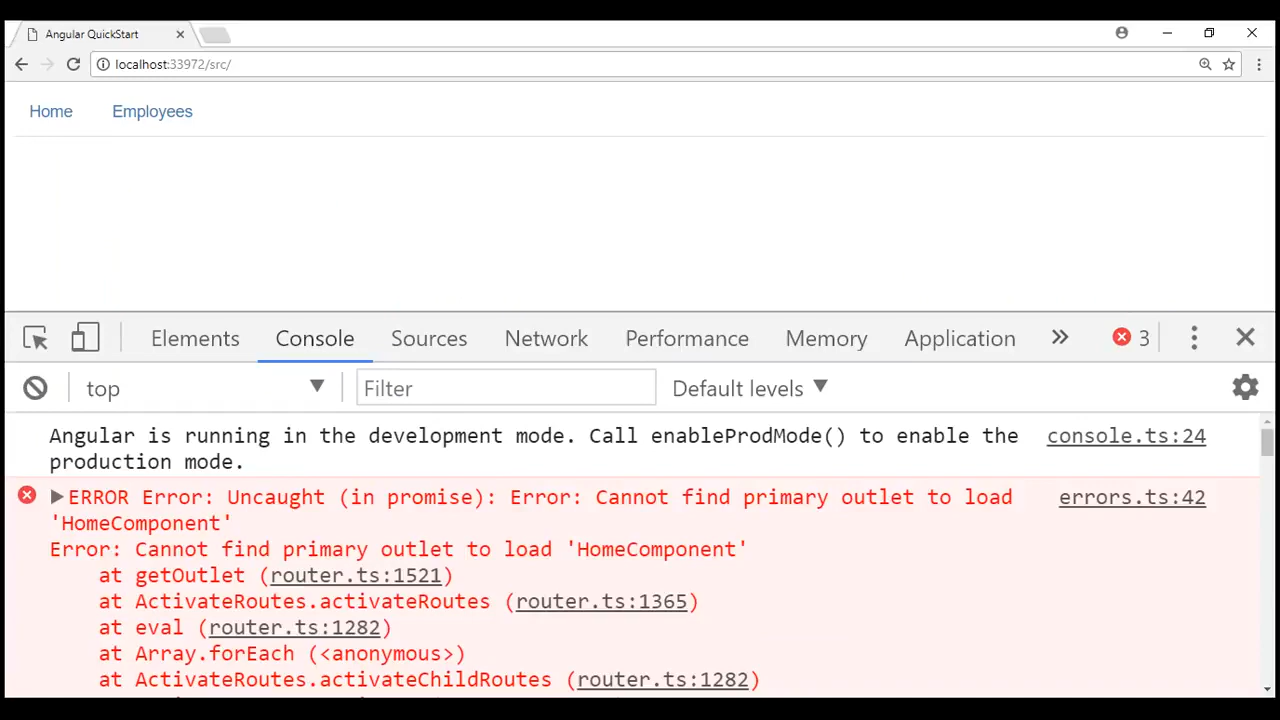 Angular QuickStart
localhost:33972/src/
Home Employees
Elements Console Sources Network Performance Memory Application 3
top Filter Default levels
Angular is running in the development mode. Call enableProdMode() to enable the console.ts:24
production mode.
ERROR Error: Uncaught (in promise): Error: Cannot find primary outlet to load errors.ts:42
'HomeComponent'
Error: Cannot find primary outlet to load 'HomeComponent'
at getOutlet (router.ts:1521)
at ActivateRoutes.activateRoutes (router.ts:1365)
at eval (router.ts:1282)
at Array.forEach (<anonymous>)
at ActivateRoutes.activateChildRoutes (router.ts:1282)